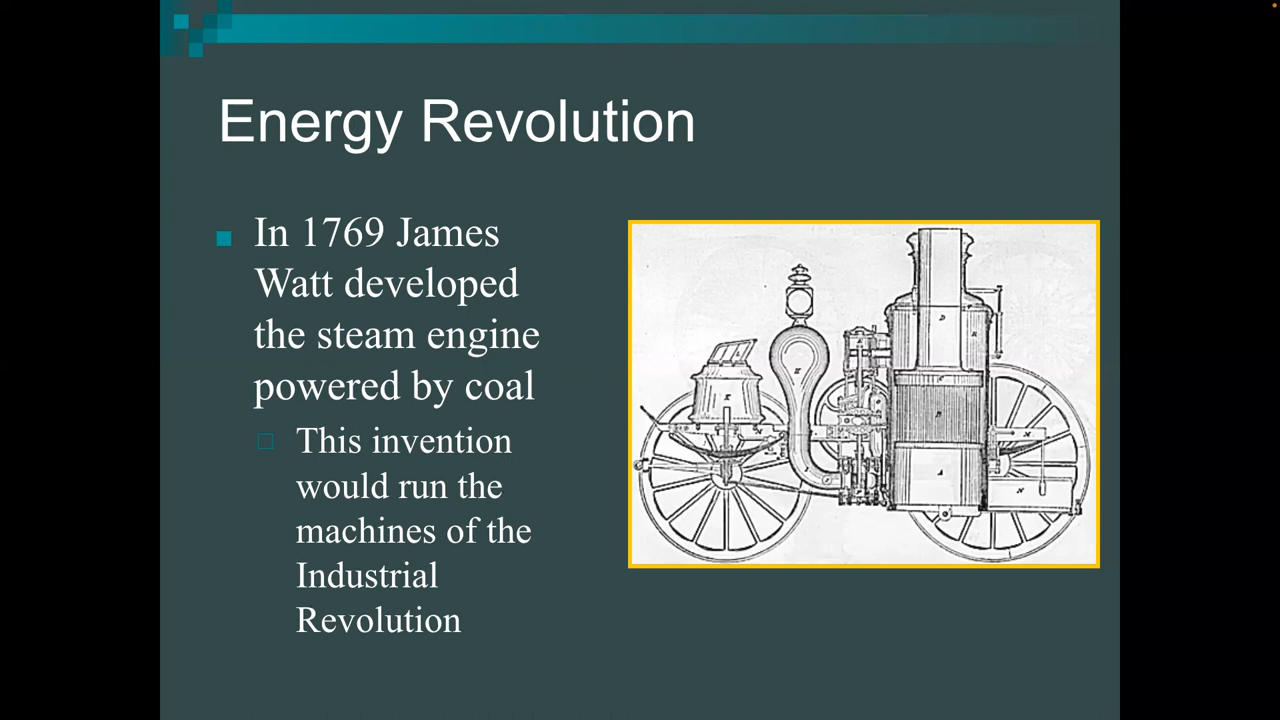 Energy Revolution
In 1769 James
Watt developed
the steam engine
powered by coal
This invention
would run the
machines of the
Industrial
Revolution